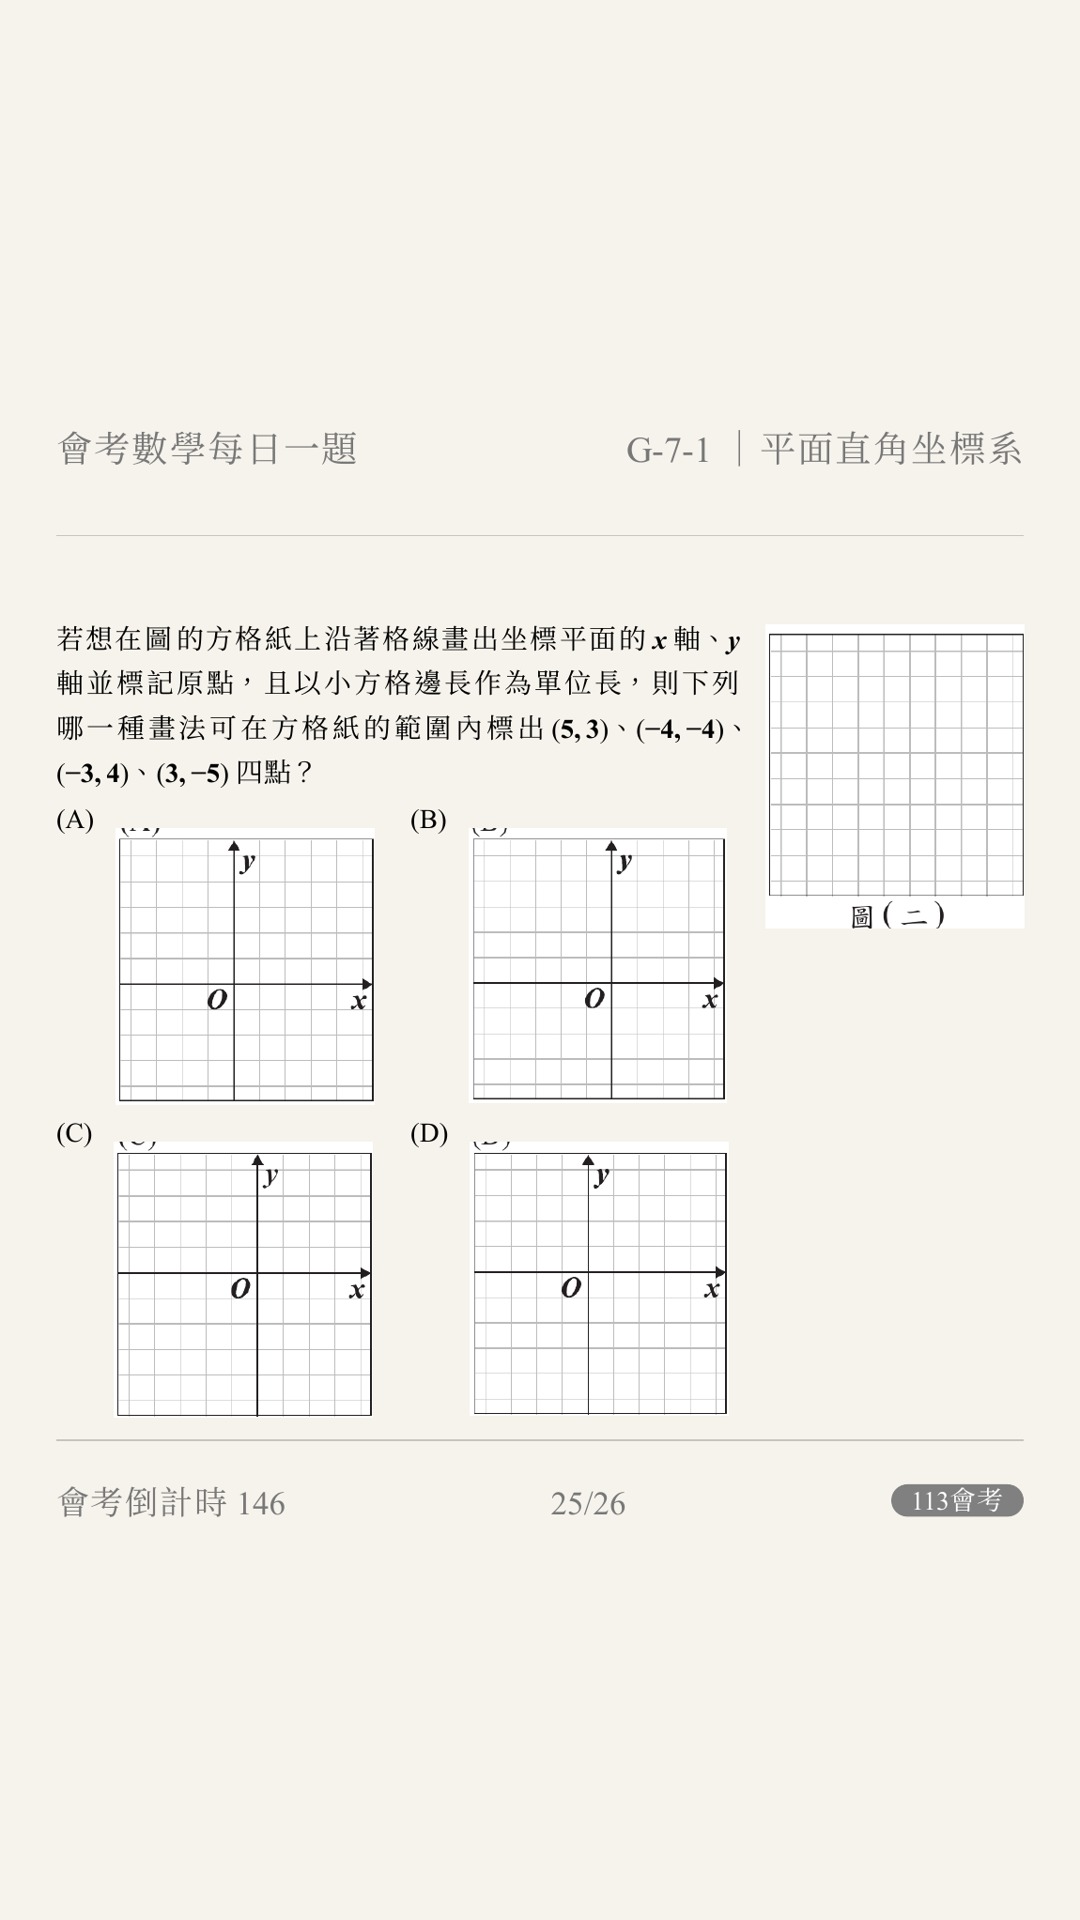 會考數學每日一題
G-7-1｜平面直角坐標系
若想在圖的方格紙上沿著格線畫出坐標平面的 x 軸、y
軸並標記原點，且以小方格邊長作為單位長，則下列
哪一種畫法可在方格紙的範圍內標出 (5, 3)、(−4, −4)、
(−3, 4)、(3, −5) 四點？
圖(二)
(A)
y
O
x
(B)
y
O
x
(C)
y
O
x
(D)
y
O
x
會考倒計時 146
25/26
113會考